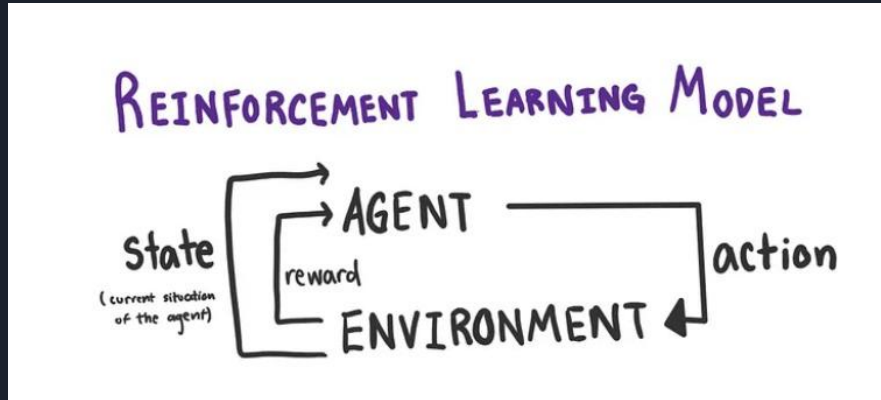 REINFORCEMENT LEARNING MODEL
AGENT
state
action
reward
(current situation
of the agent)
ENVIRONMENT